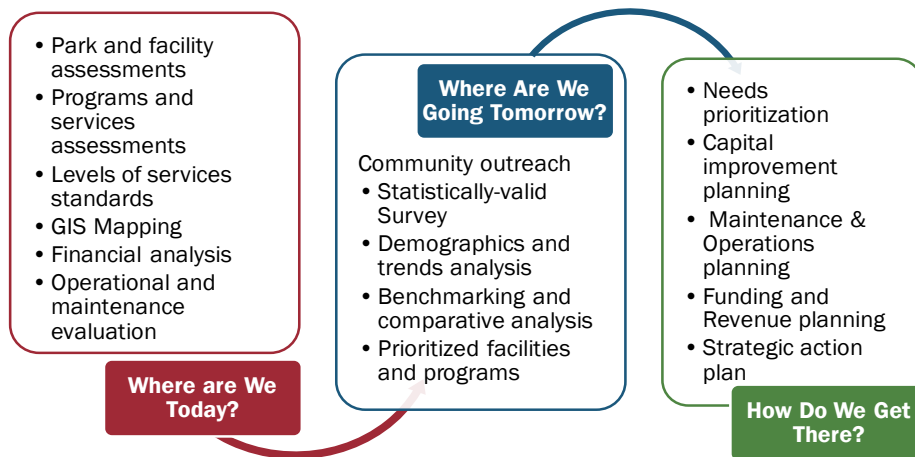 • Park and facility
assessments
• Programs and
services
assessments
• Levels of services
standards
• GIS Mapping
• Financial analysis
• Operational and
maintenance
evaluation
Where are We
Today?
Where Are We
Going Tomorrow?
Community outreach
• Statistically-valid
Survey
• Demographics and
trends analysis
• Benchmarking and
comparative analysis
• Prioritized facilities
and programs
• Needs
prioritization
• Capital
improvement
planning
• Maintenance &
Operations
planning
• Funding and
Revenue planning
• Strategic action
plan
How Do We Get
There?